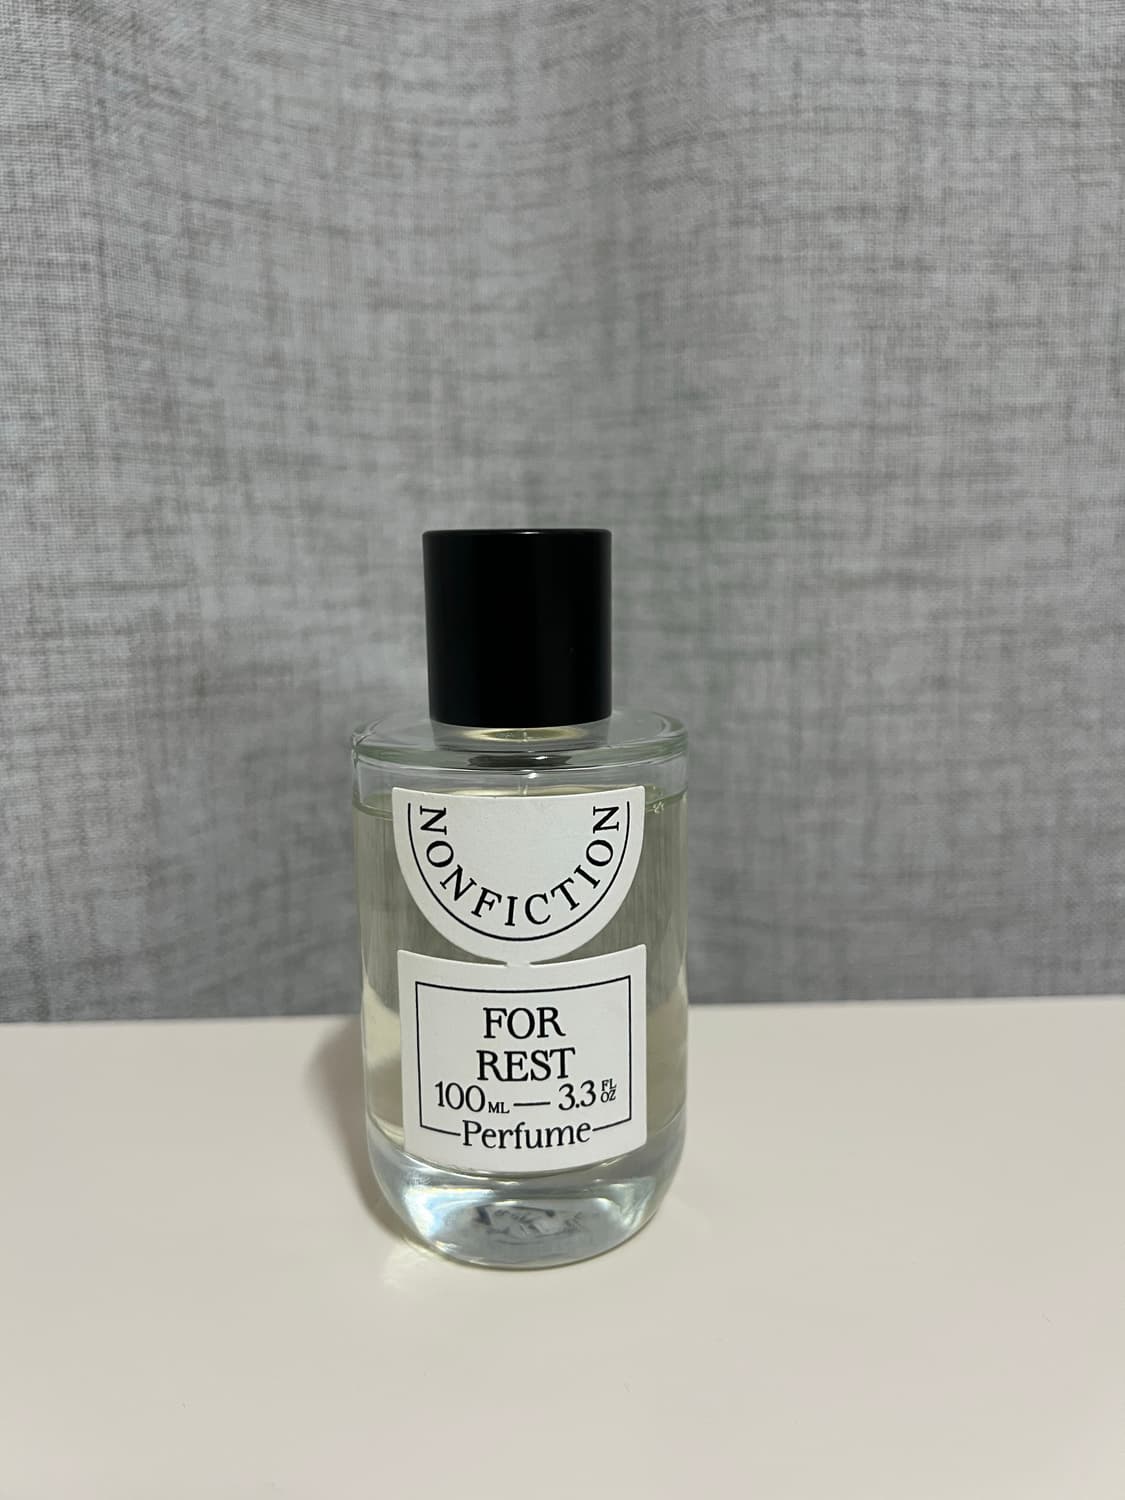 NONFICTION
FOR
REST
100ML — 3.3 FL OZ
Perfume